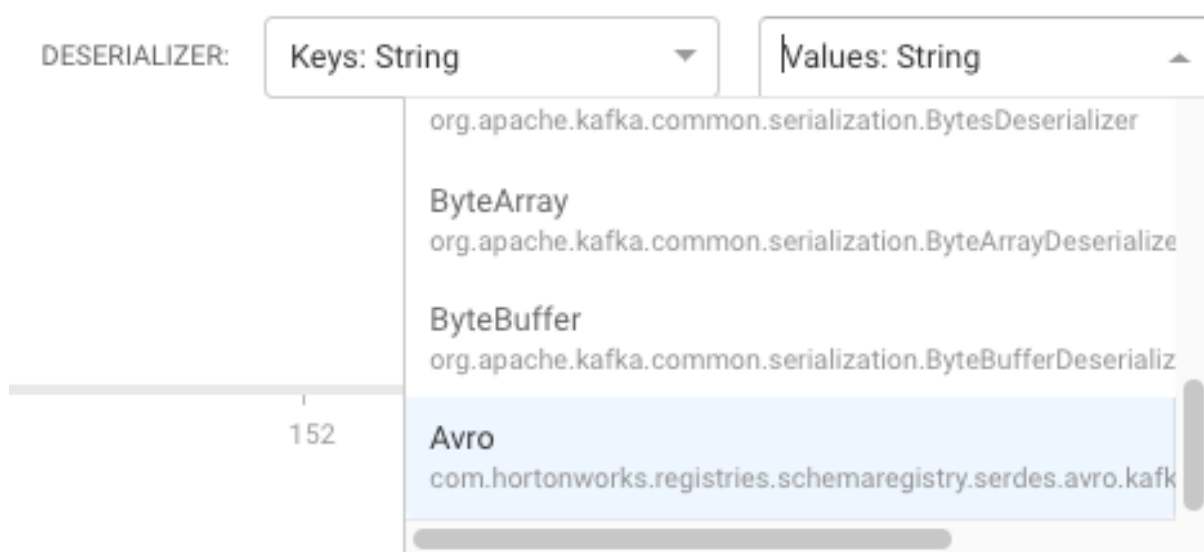 DESERIALIZER: Keys: String Values: String
org.apache.kafka.common.serialization.BytesDeserializer
ByteArray
org.apache.kafka.common.serialization.ByteArrayDeserialize
ByteBuffer
org.apache.kafka.common.serialization.ByteBufferDeserializ
152
Avro
com.hortonworks.registries.schemaregistry.serdes.avro.kafk